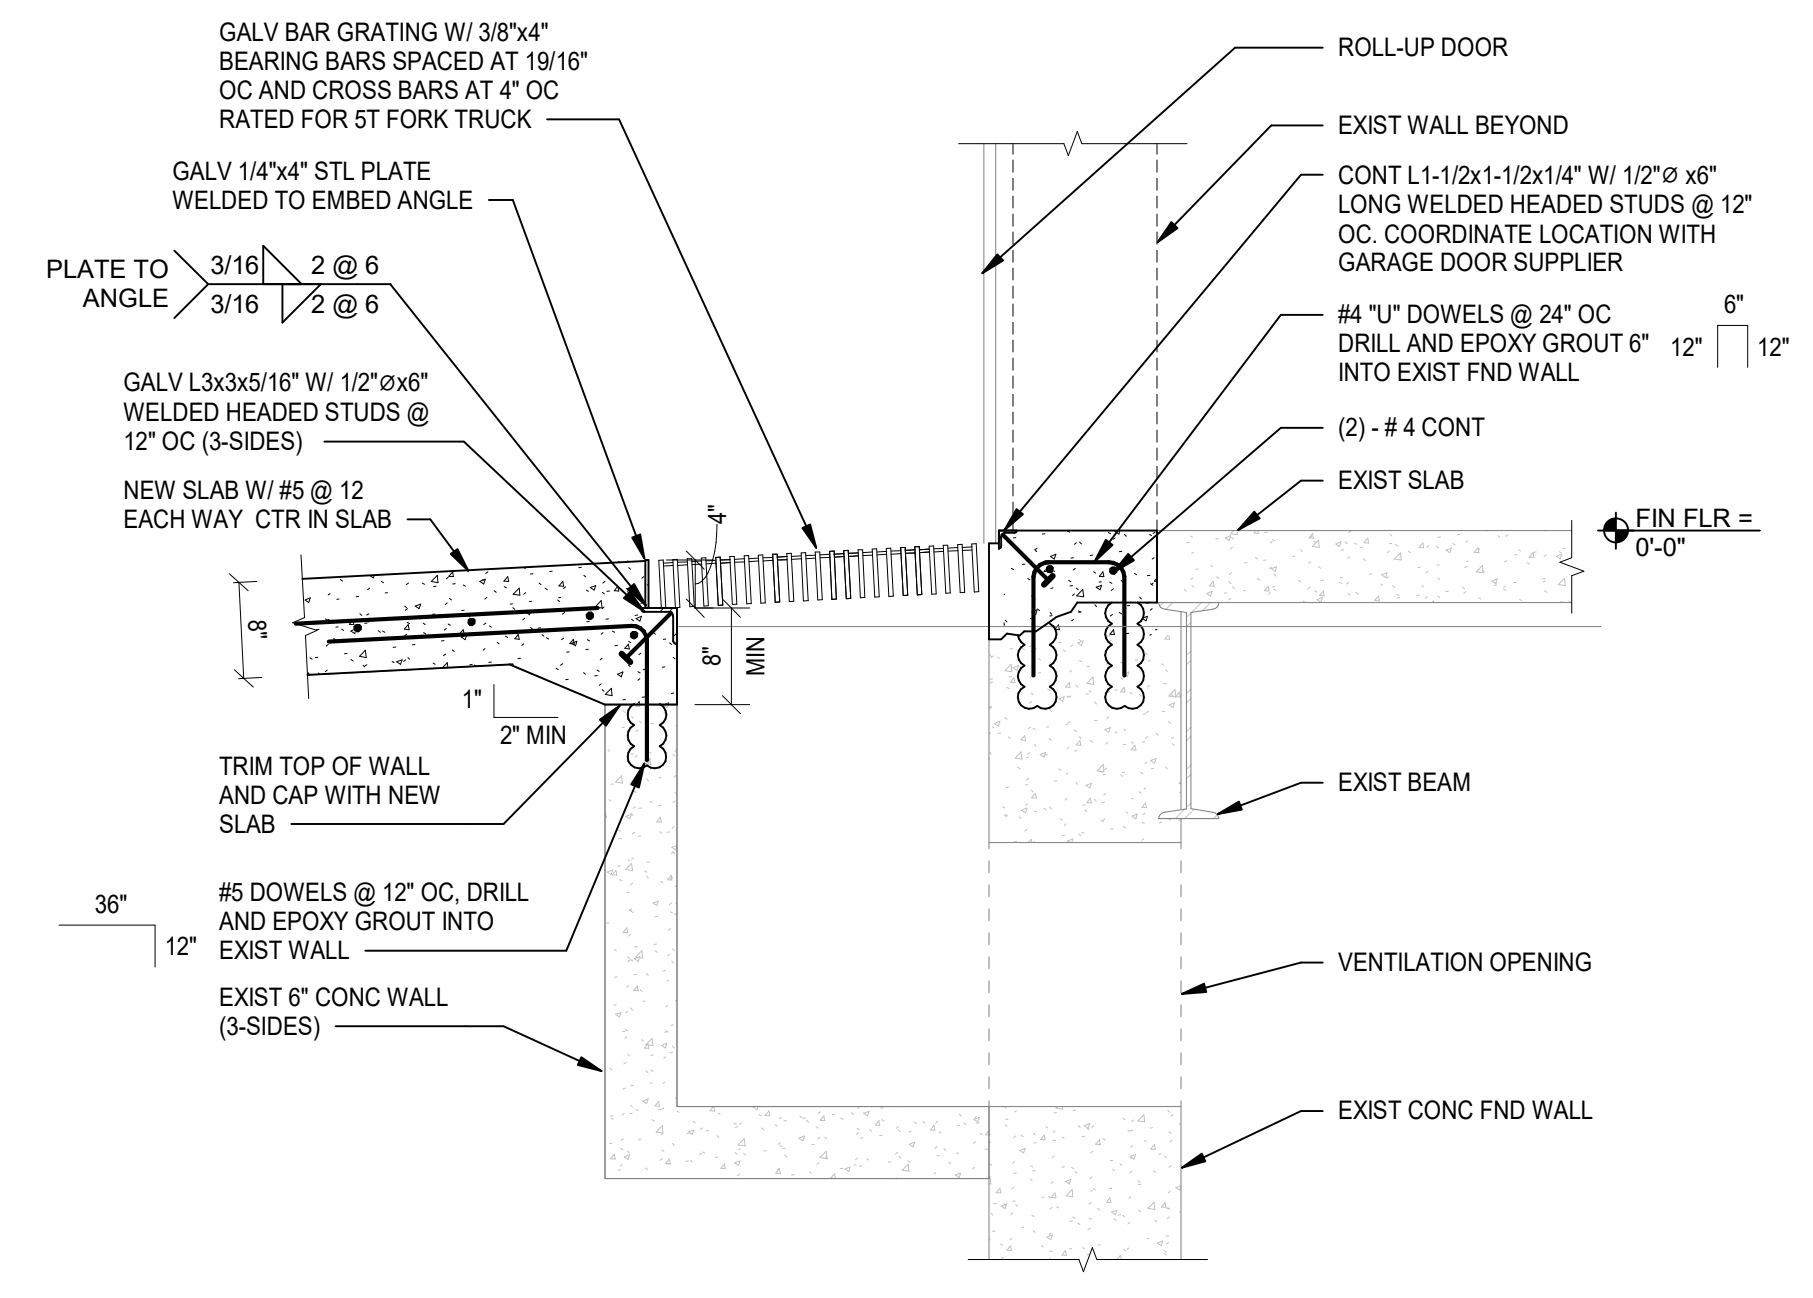 GALV BAR GRATING W/ 3/8"x4"
BEARING BARS SPACED AT 19/16"
OC AND CROSS BARS AT 4" OC
RATED FOR 5T FORK TRUCK
GALV 1/4"x4" STL PLATE
WELDED TO EMBED ANGLE
PLATE TO
ANGLE
3/16 2 @ 6
3/16 2 @ 6
GALV L3x3x5/16" W/ 1/2"Øx6"
WELDED HEADED STUDS @
12" OC (3-SIDES)
NEW SLAB W/ #5 @ 12
EACH WAY CTR IN SLAB
8"
1"
2" MIN
4"
8"
MIN
TRIM TOP OF WALL
AND CAP WITH NEW
SLAB
36"
12"
#5 DOWELS @ 12" OC, DRILL
AND EPOXY GROUT INTO
EXIST WALL
EXIST 6" CONC WALL
(3-SIDES)
ROLL-UP DOOR
EXIST WALL BEYOND
CONT L1-1/2x1-1/2x1/4" W/ 1/2"Ø x6"
LONG WELDED HEADED STUDS @ 12"
OC. COORDINATE LOCATION WITH
GARAGE DOOR SUPPLIER
#4 "U" DOWELS @ 24" OC
DRILL AND EPOXY GROUT 6"
INTO EXIST FND WALL
6"
12" 12"
(2) - # 4 CONT
EXIST SLAB
FIN FLR =
0'-0"
EXIST BEAM
VENTILATION OPENING
EXIST CONC FND WALL